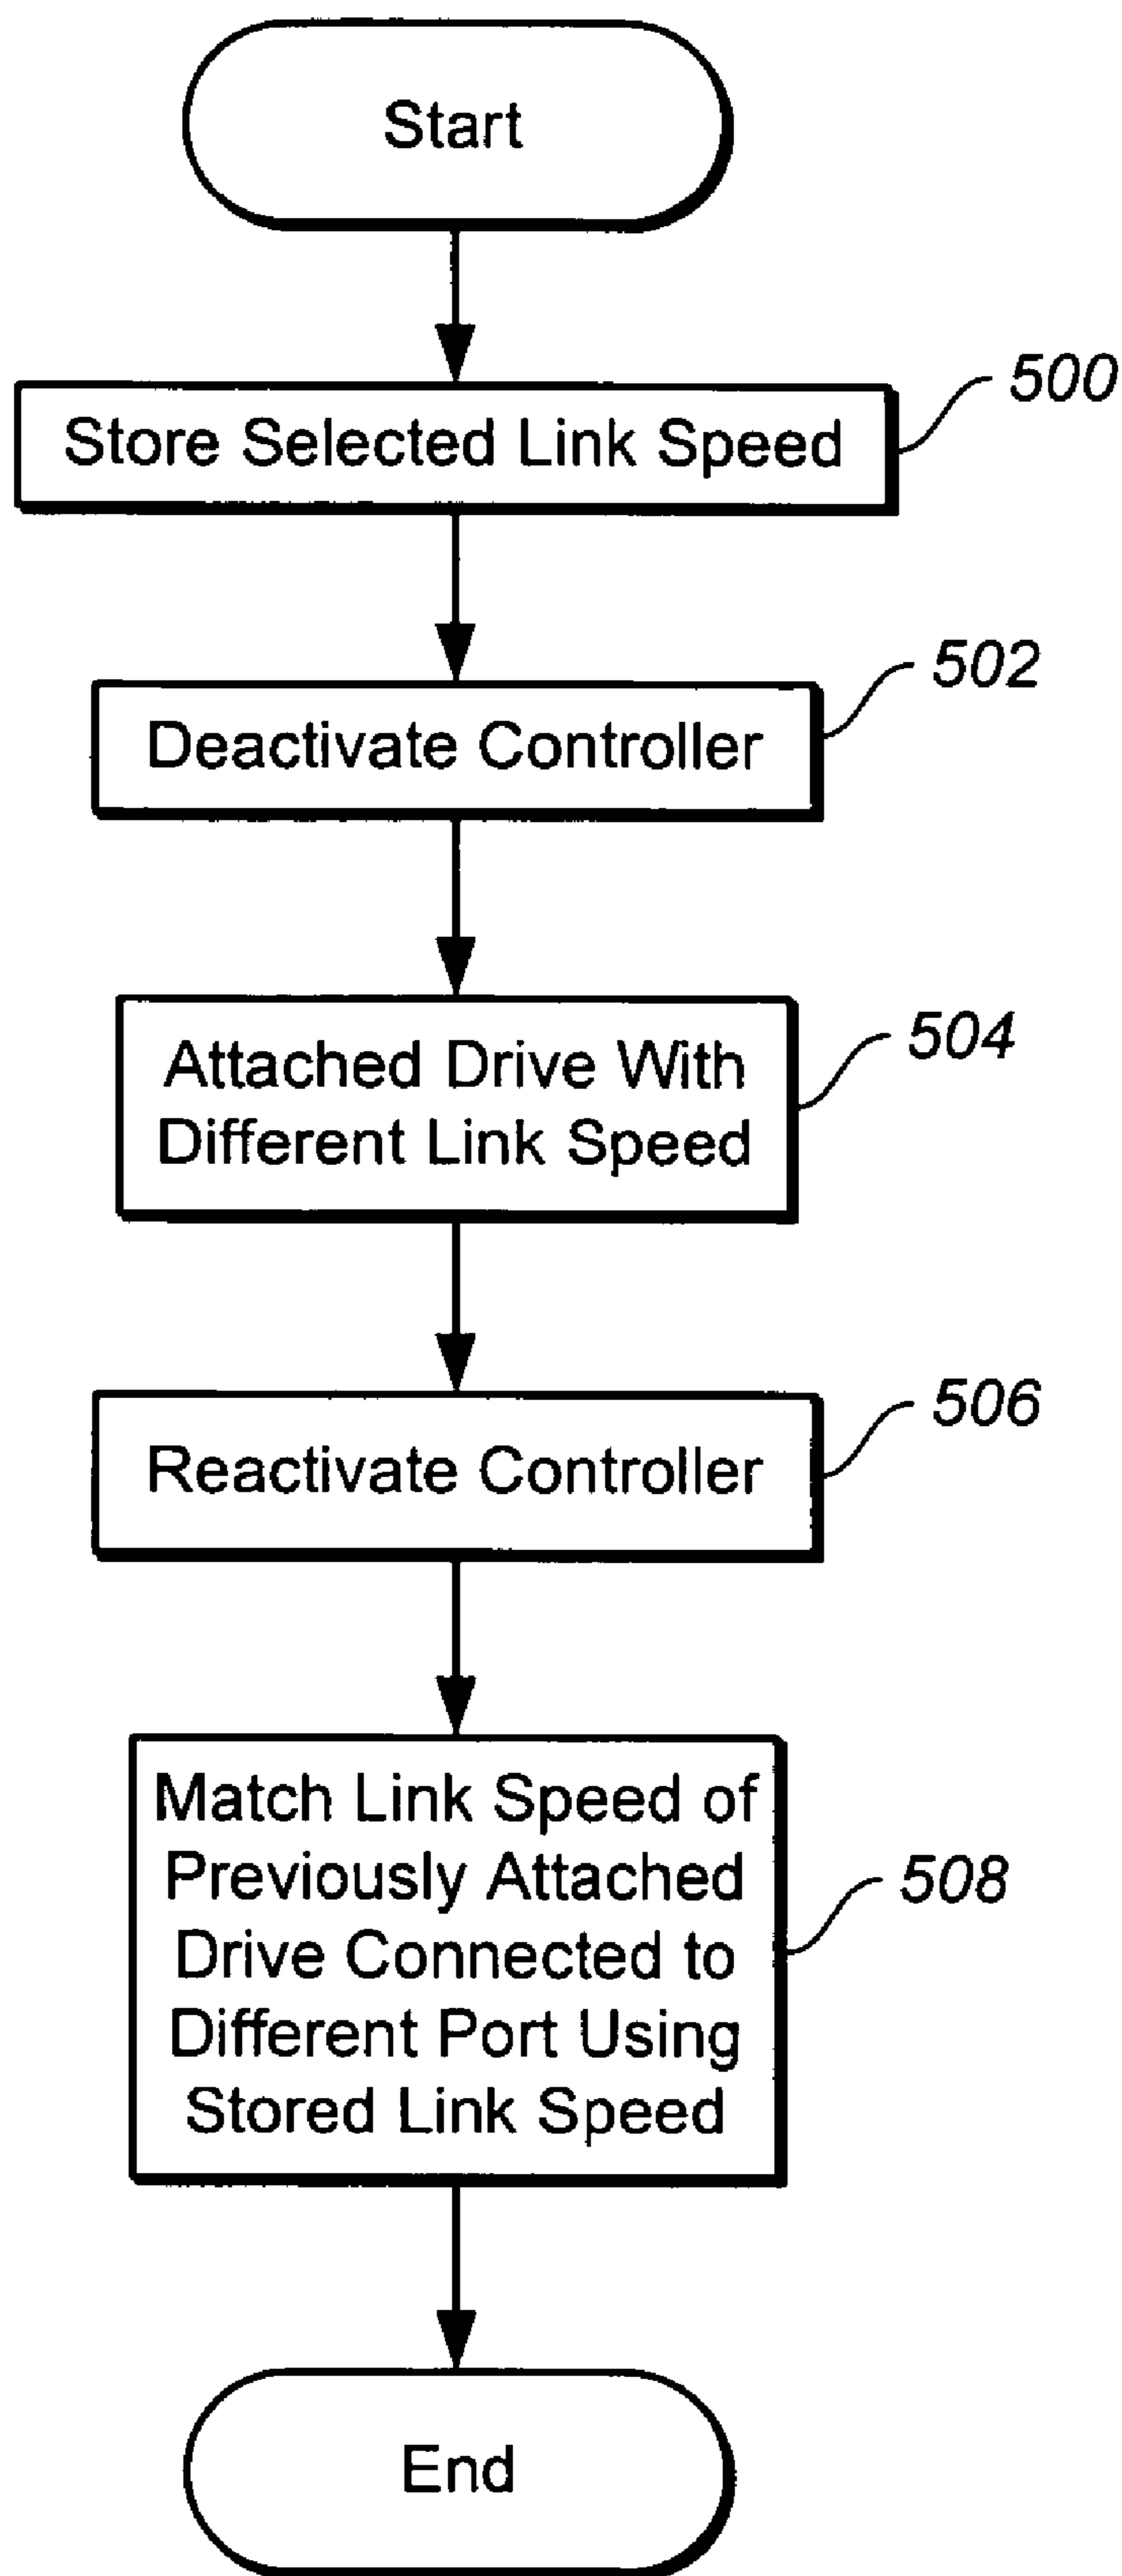 Start
500
Store Selected Link Speed
502
Deactivate Controller
504
Attached Drive With
Different Link Speed
506
Reactivate Controller
Match Link Speed of
Previously Attached
508
Drive Connected to
Different Port Using
Stored Link Speed
End